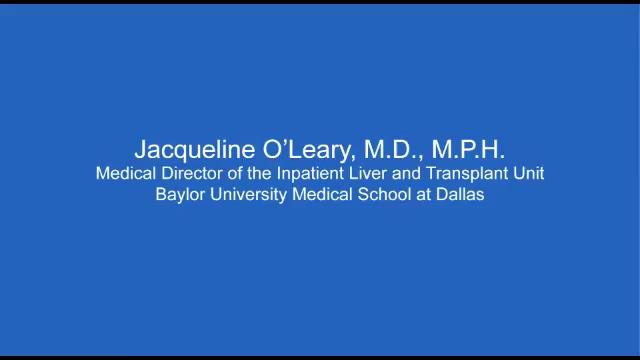 Jacqueline O’Leary, M.D., M.P.H.
Medical Director of the Inpatient Liver and Transplant Unit
Baylor University Medical School at Dallas